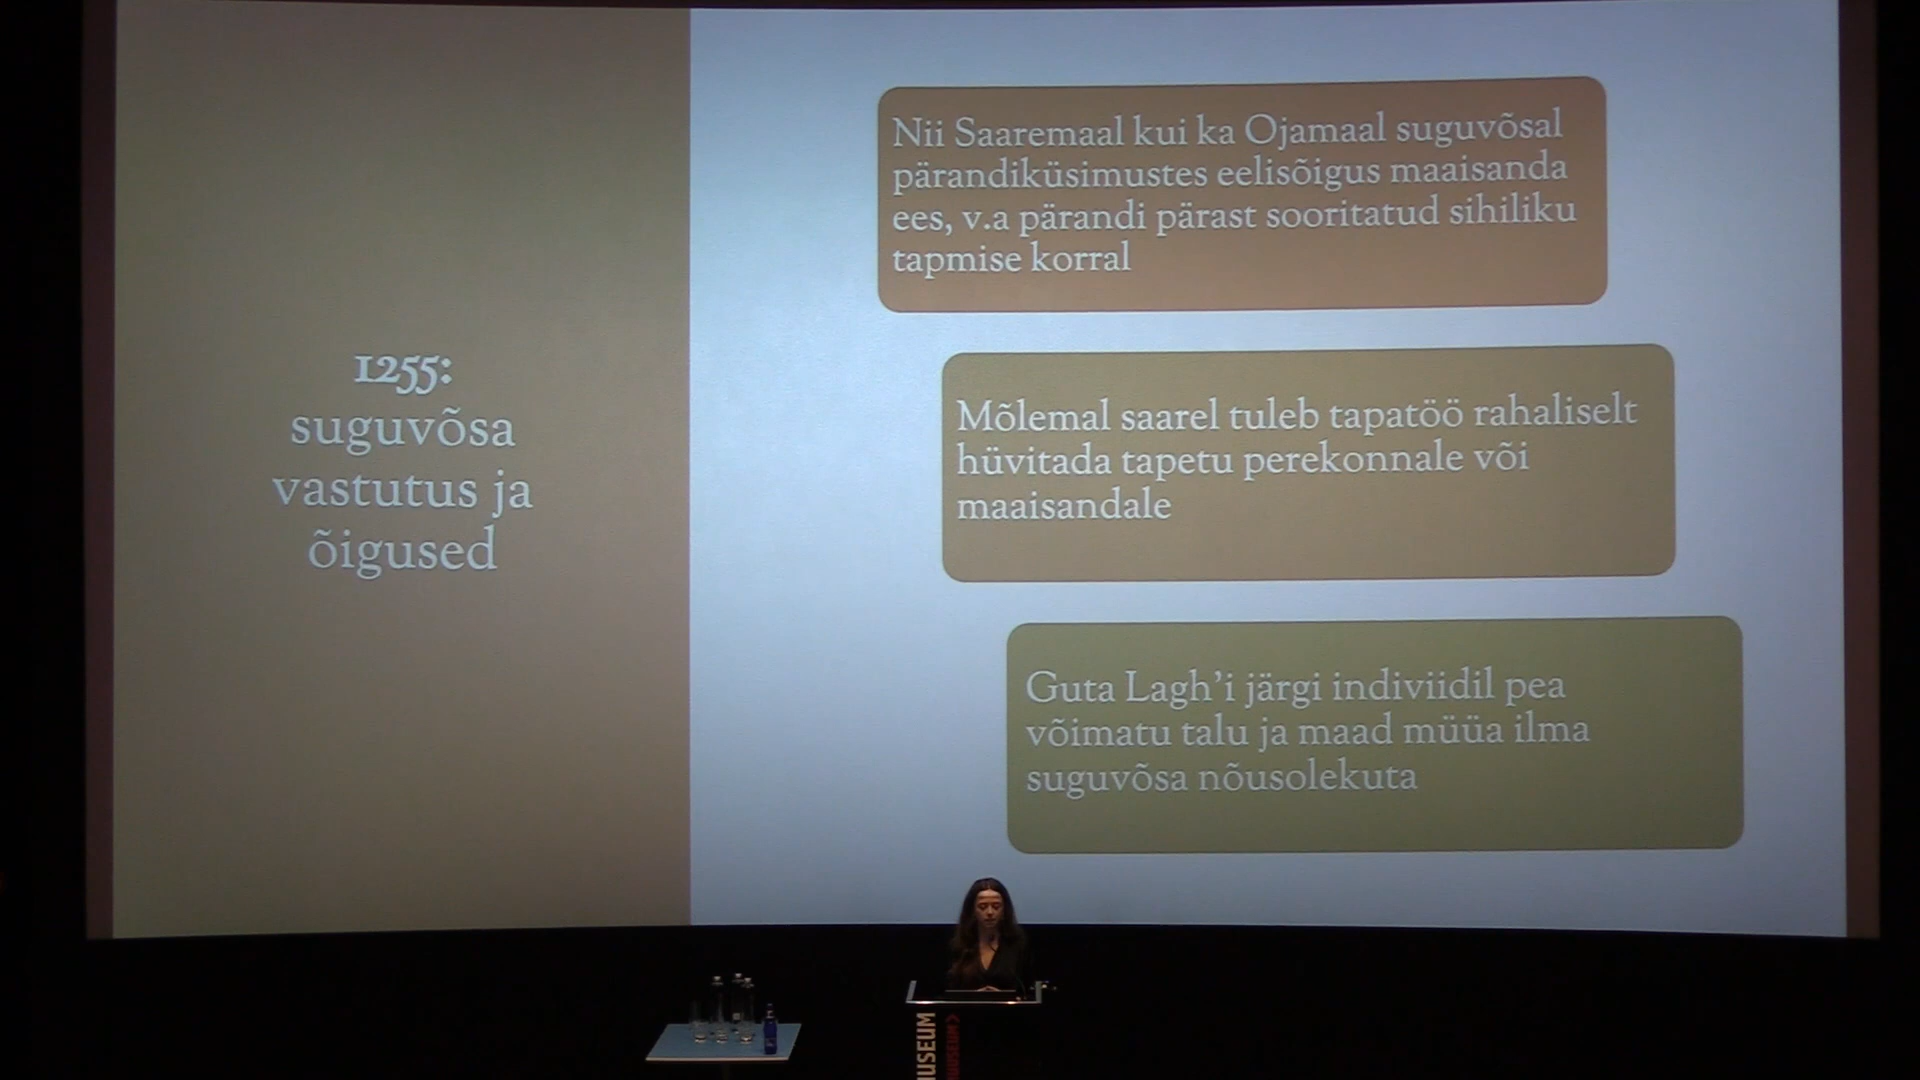 1255:
suguvõsa
vastutus ja
õigused
Nii Saaremaal kui ka Ojamaal suguvõsal
pärandiküsimustes eelisõigus maaisanda
ees, v.a pärandi pärast sooritatud sihiliku
tapmise korral
Mõlemal saarel tuleb tapatöö rahaliselt
hüvitada tapetu perekonnale või
maaisandale
Guta Lagh’i järgi indiviidil pea
võimatu talu ja maad müüa ilma
suguvõsa nõusolekuta